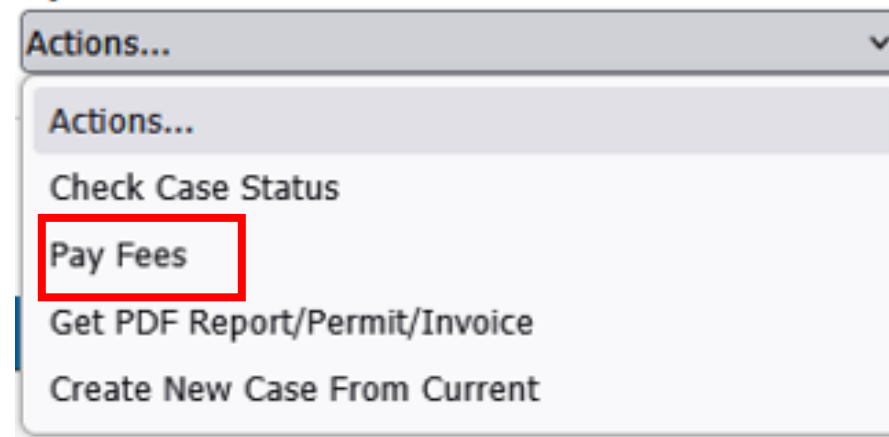 Actions...
Actions...
Check Case Status
Pay Fees
Get PDF Report/Permit/Invoice
Create New Case From Current